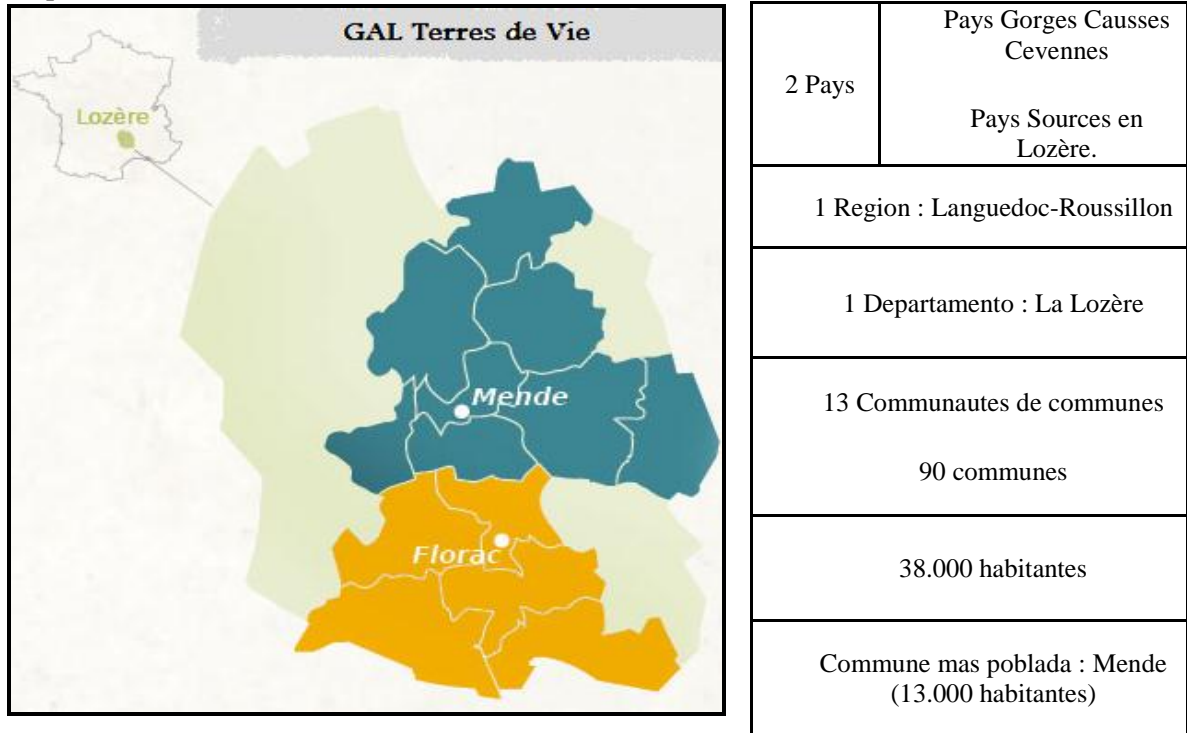 GAL Terres de Vie
Lozère
Mende
Florac
2 Pays
Pays Gorges Causses
Cevennes
Pays Sources en
Lozère.
1 Region : Languedoc-Roussillon
1 Departamento : La Lozère
13 Communautes de communes
90 communes
38.000 habitantes
Commune mas poblada : Mende
(13.000 habitantes)